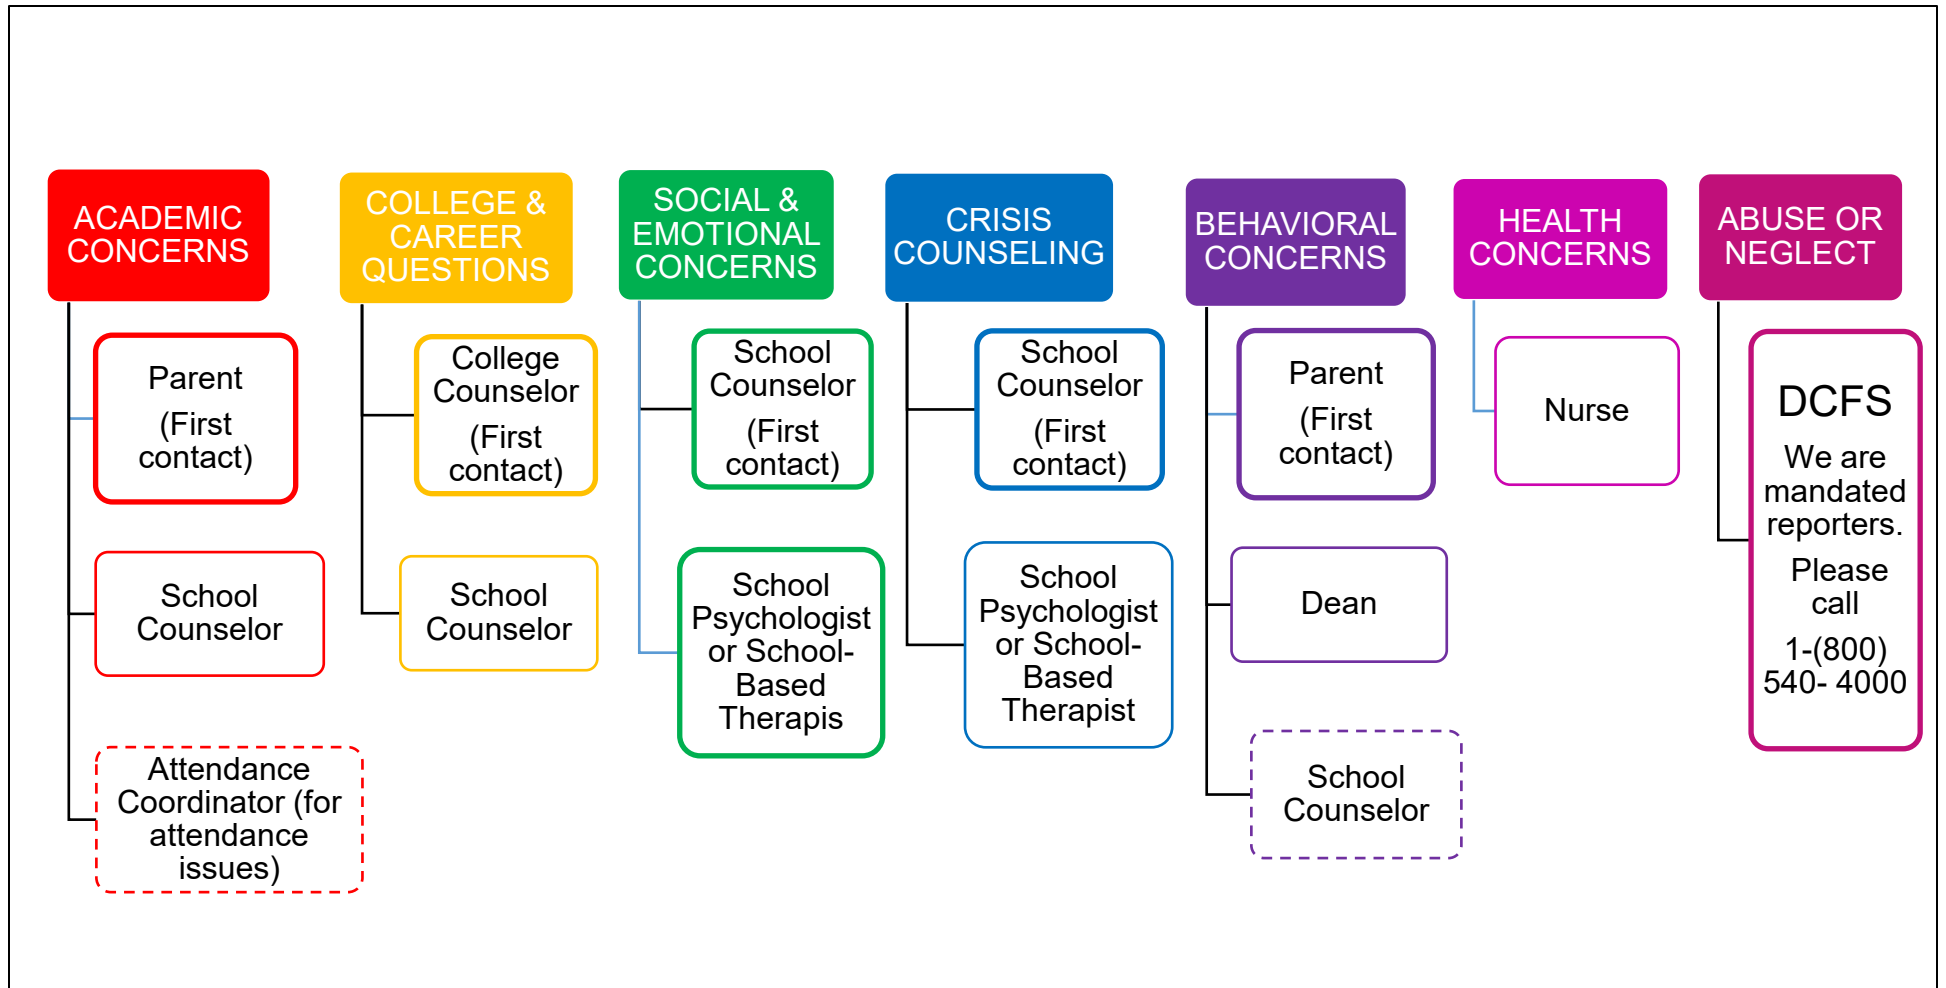 ACADEMIC
CONCERNS
Parent
(First
contact)
School
Counselor
Attendance
Coordinator (for
attendance
issues)
COLLEGE &
CAREER
QUESTIONS
College
Counselor
(First
contact)
School
Counselor
SOCIAL &
EMOTIONAL
CONCERNS
School
Counselor
(First
contact)
School
Psychologist
or School-
Based
Therapis
CRISIS
COUNSELING
School
Counselor
(First
contact)
School
Psychologist
or School-
Based
Therapist
BEHAVIORAL
CONCERNS
Parent
(First
contact)
Dean
School
Counselor
HEALTH
CONCERNS
Nurse
ABUSE OR
NEGLECT
DCFS
We are
mandated
reporters.
Please
call
1-(800)
540- 4000